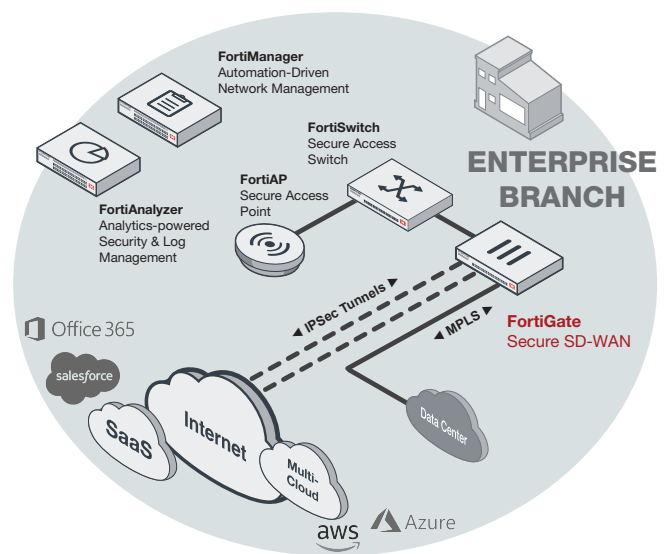 FortiManager
Automation-Driven
Network Management
FortiSwitch
Secure Access
Switch
ENTERPRISE
BRANCH
FortiAP
Secure Access
Point
FortiAnalyzer
Analytics-powered
Security & Log
Management
IPSec Tunnels
MPLS
FortiGate
Secure SD-WAN
Office 365
salesforce
SaaS
Internet
Multi-
Cloud
Data Center
aws
Azure